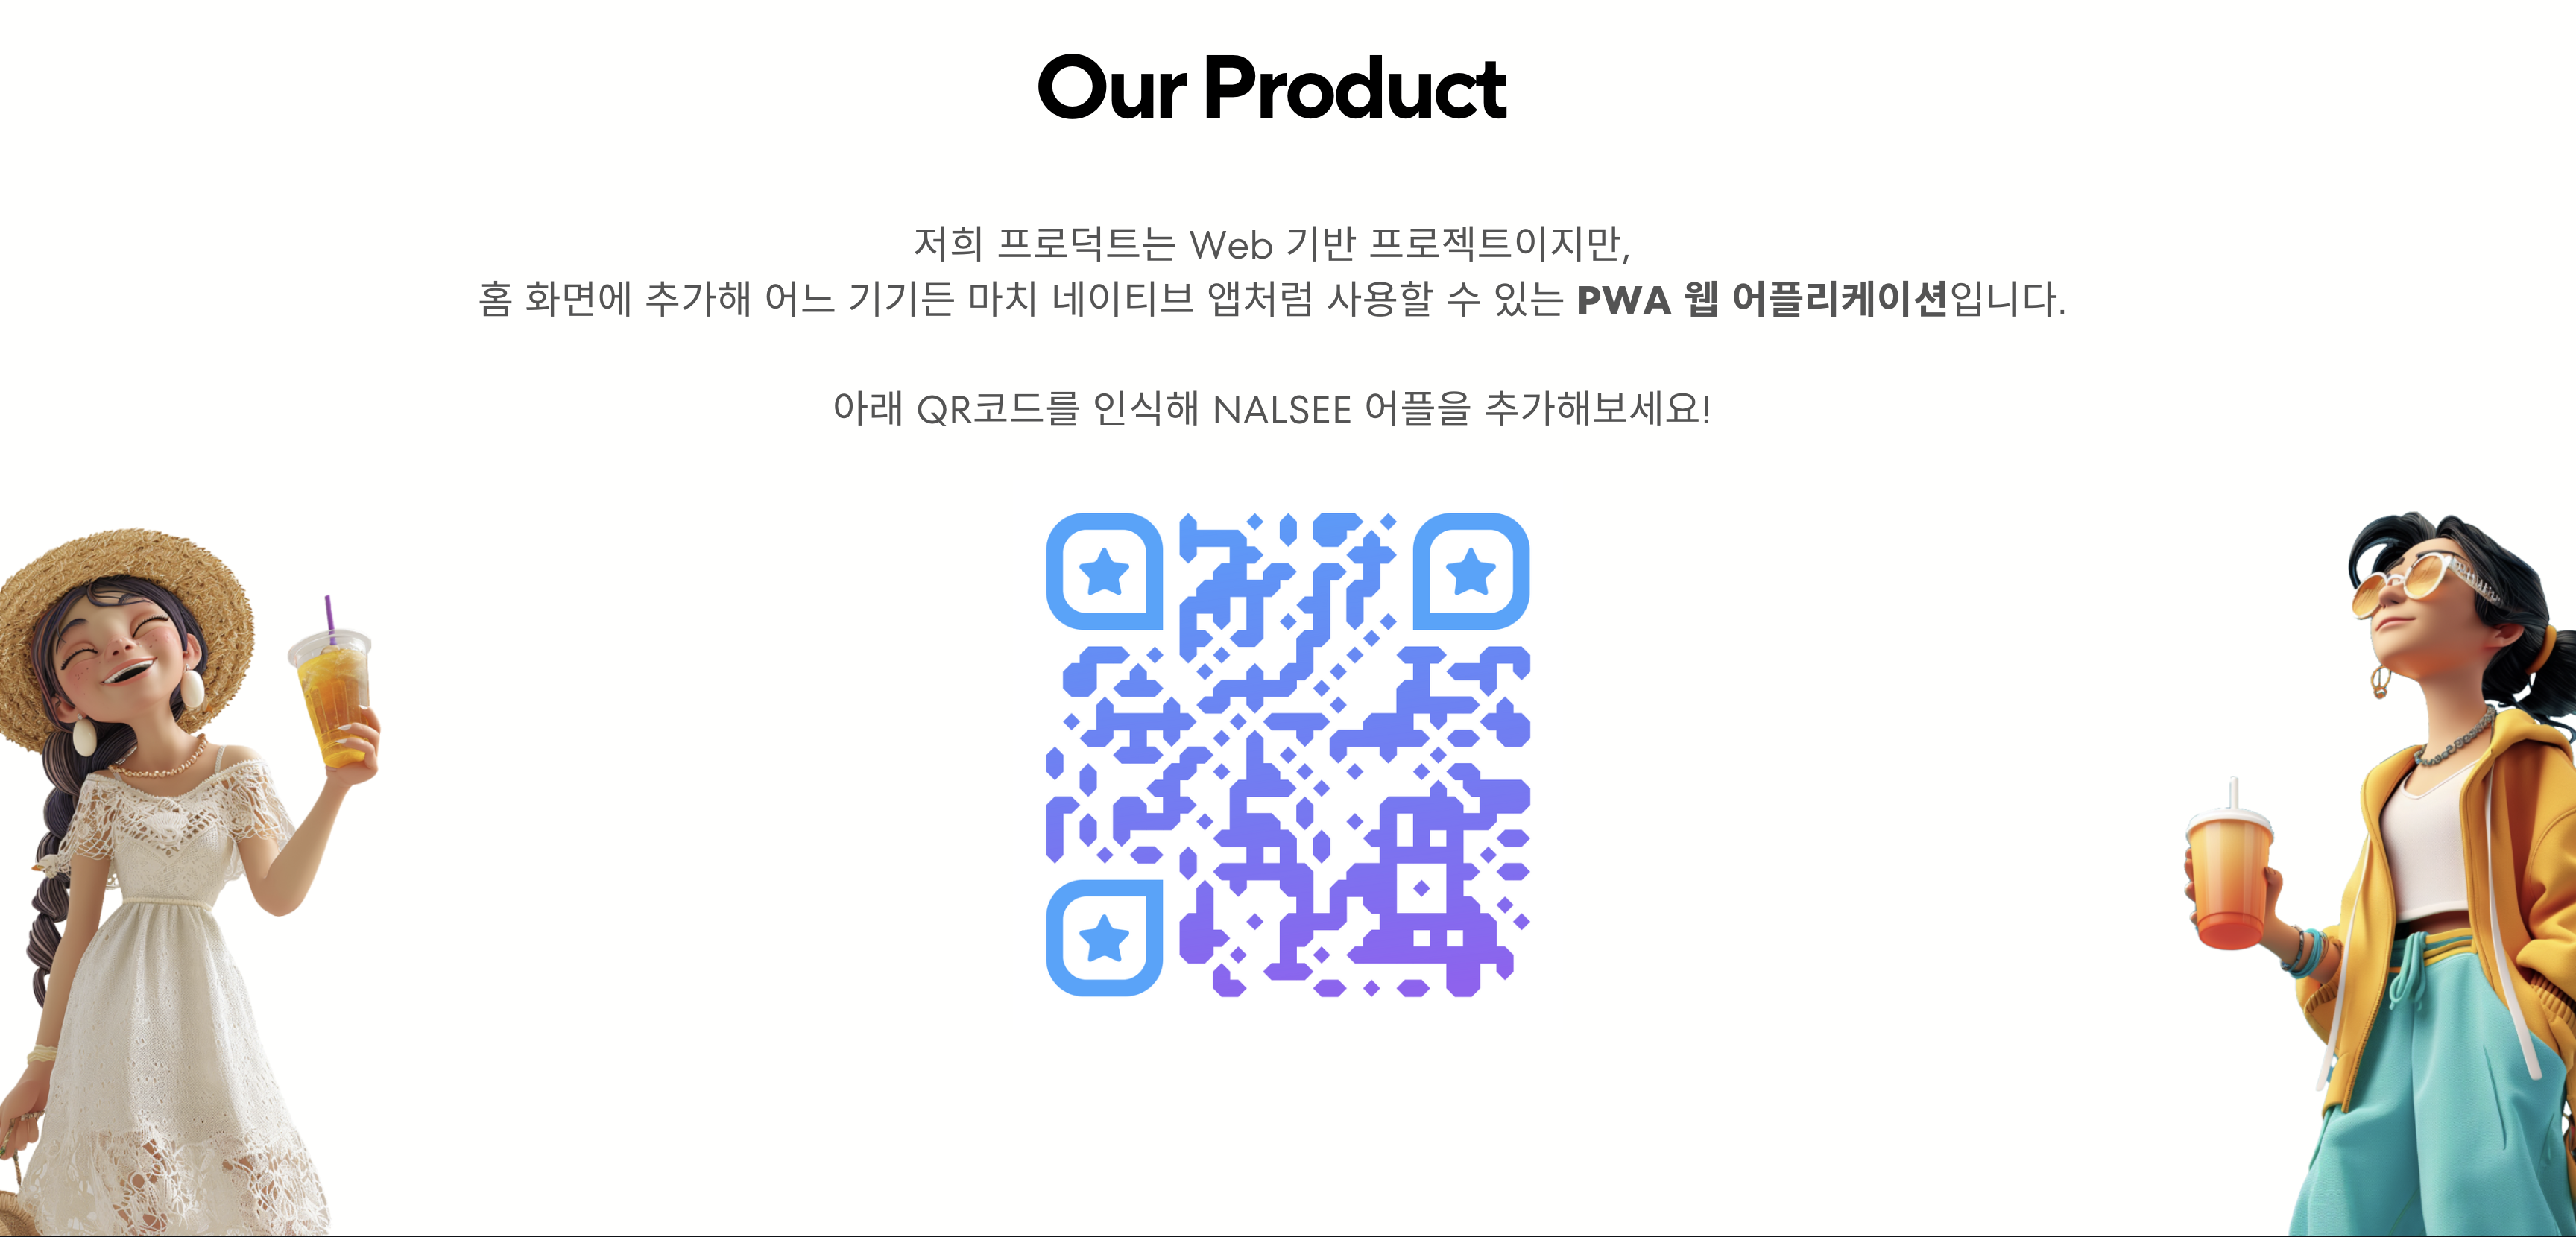 Our Product
저희 프로덕트는 Web 기반 프로젝트이지만,
홈 화면에 추가해 어느 기기든 마치 네이티브 앱처럼 사용할 수 있는 PWA 웹 어플리케이션입니다.
아래 QR코드를 인식해 NALSEE 어플을 추가해보세요!